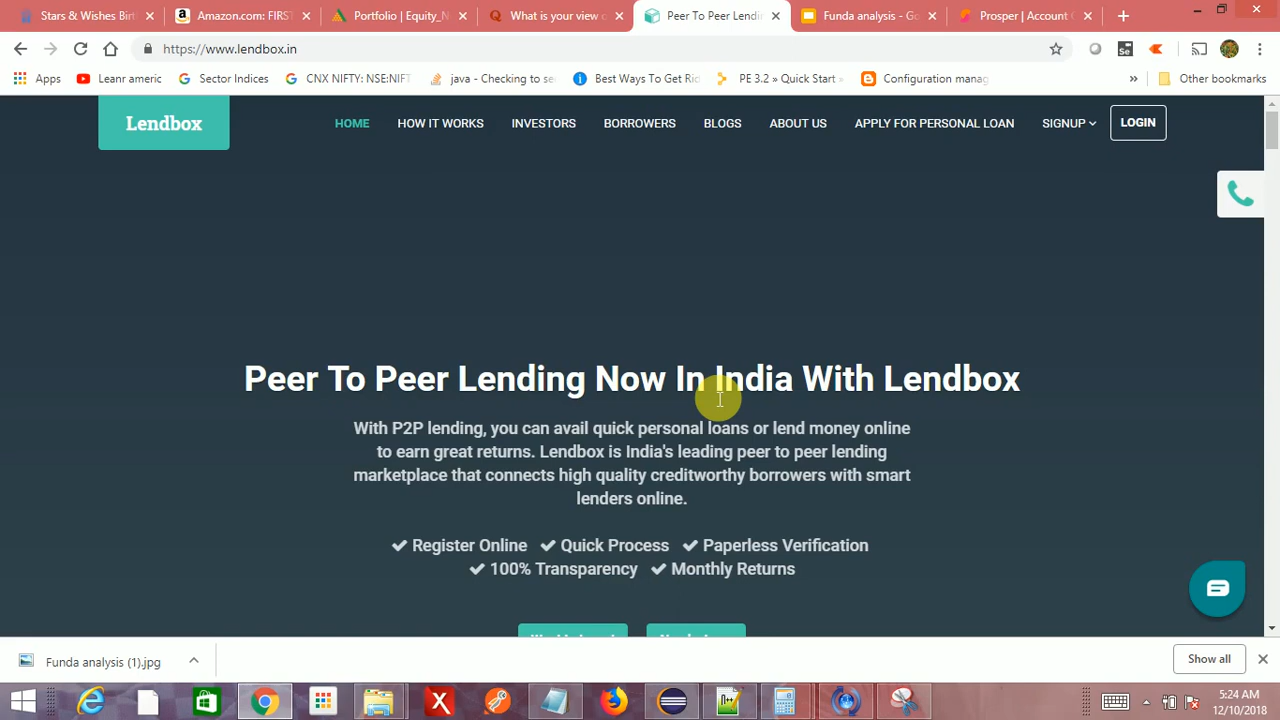 Stars & Wishes Birt
Amazon.com: FIRST
Portfolio | Equity_N
What is your view o
Peer To Peer Lendin
Funda analysis - Go
Prosper | Account O
https://www.lendbox.in
Apps
Leanr americ
Sector Indices
CNX NIFTY: NSE:NIFT
java - Checking to se
Best Ways To Get Ric
PE 3.2 » Quick Start »
Configuration manag
»
Other bookmarks
Lendbox
HOME
HOW IT WORKS
INVESTORS
BORROWERS
BLOGS
ABOUT US
APPLY FOR PERSONAL LOAN
SIGNUP
LOGIN
Peer To Peer Lending Now In India With Lendbox
With P2P lending, you can avail quick personal loans or lend money online
to earn great returns. Lendbox is India's leading peer to peer lending
marketplace that connects high quality creditworthy borrowers with smart
lenders online.
Register Online Quick Process Paperless Verification
100% Transparency Monthly Returns
Funda analysis (1).jpg
Show all
5:24 AM
12/10/2018